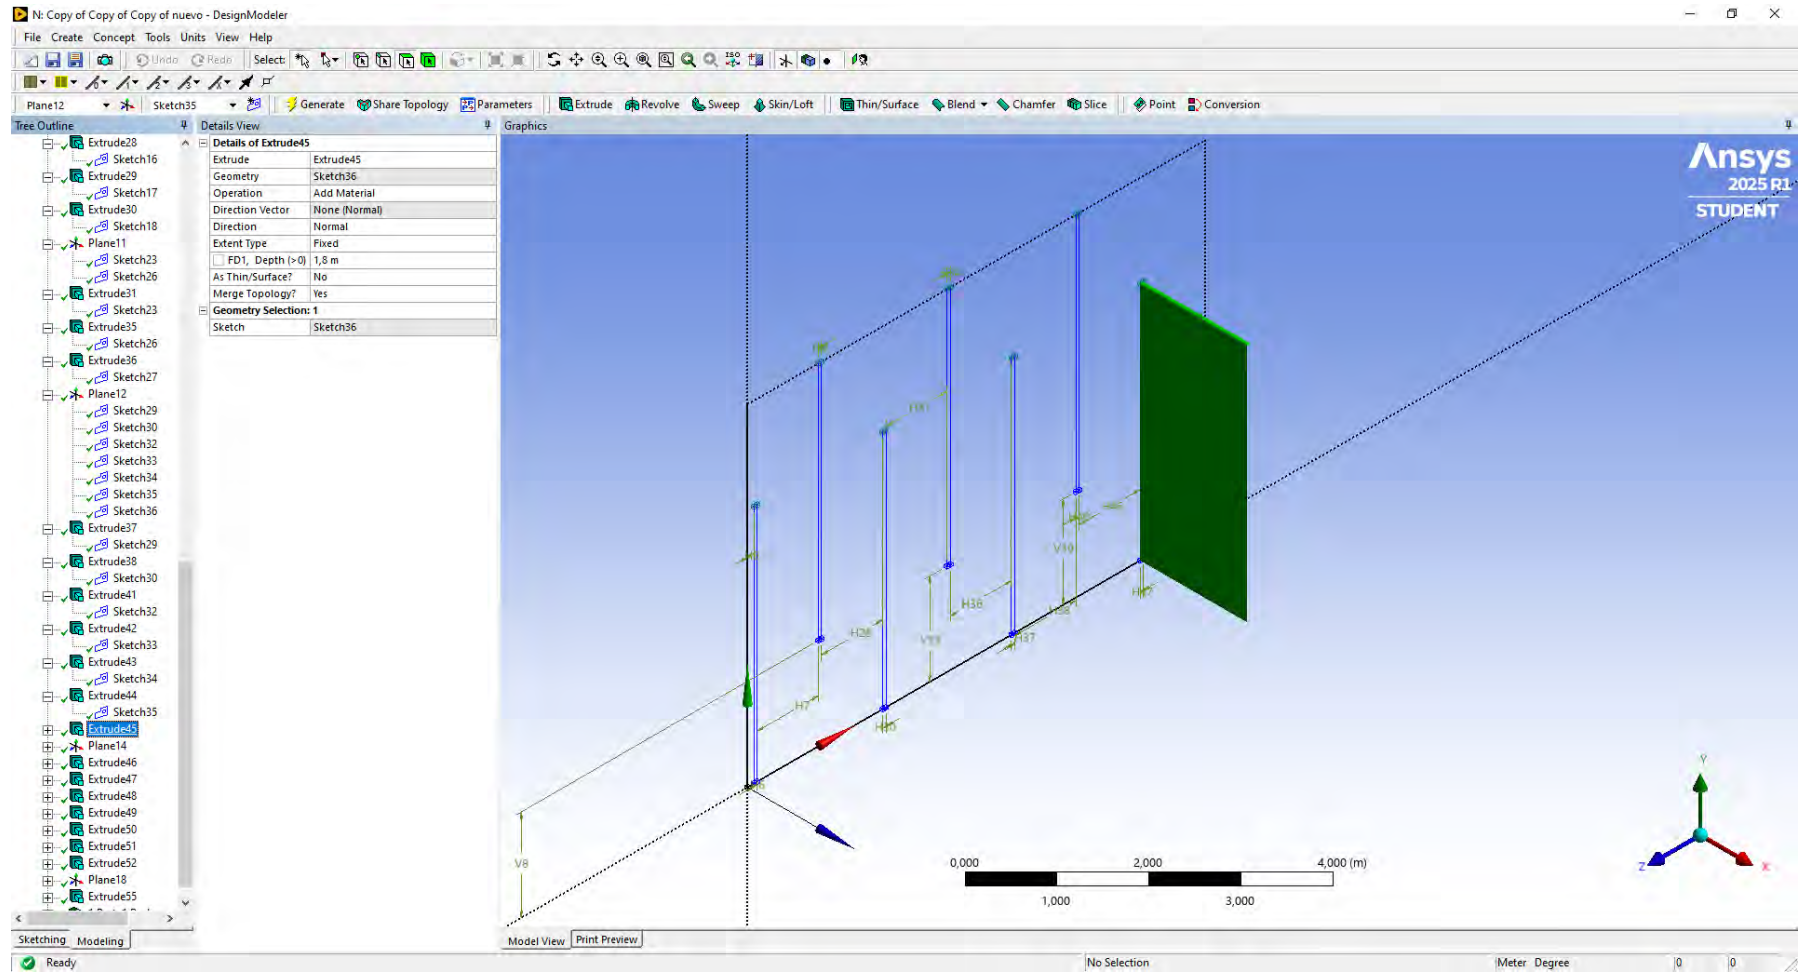 N: Copy of Copy of Copy of nuevo - DesignModeler
File Create Concept Tools Units View Help
Undo Redo Select: ISO
Plane12 Sketch35 Generate Share Topology Parameters Extrude Revolve Sweep Skin/Loft Thin/Surface Blend Chamfer Slice Point Conversion
Tree Outline
Extrude28
Sketch16
Extrude29
Sketch17
Extrude30
Sketch18
Plane11
Sketch23
Sketch26
Extrude31
Sketch23
Extrude35
Sketch26
Extrude36
Sketch27
Plane12
Sketch29
Sketch30
Sketch32
Sketch33
Sketch34
Sketch35
Sketch36
Extrude37
Sketch29
Extrude38
Sketch30
Extrude41
Sketch32
Extrude42
Sketch33
Extrude43
Sketch34
Extrude44
Sketch35
Extrude45
Plane14
Extrude46
Extrude47
Extrude48
Extrude49
Extrude50
Extrude51
Extrude52
Plane18
Extrude55
Sketching Modeling
Details View
Details of Extrude45
Extrude Extrude45
Geometry Sketch36
Operation Add Material
Direction Vector None (Normal)
Direction Normal
Extent Type Fixed
FD1, Depth (>0) 1,8 m
As Thin/Surface? No
Merge Topology? Yes
Geometry Selection: 1
Sketch Sketch36
Graphics
Ansys
2025 R1
STUDENT
H28
H7
H36
H37
V8
0,000 2,000 4,000 (m)
1,000 3,000
Y
Z X
Model View Print Preview
Ready No Selection Meter Degree 0 0